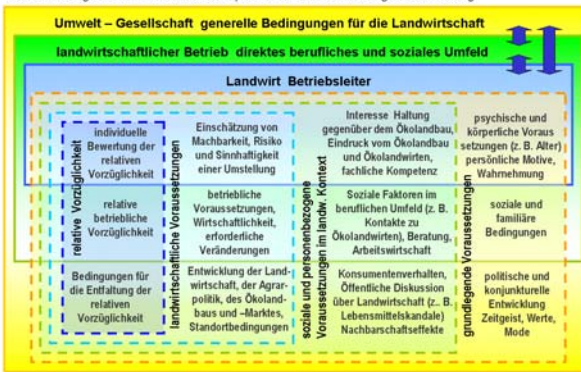 Umwelt – Gesellschaft generelle Bedingungen für die Landwirtschaft
landwirtschaftlicher Betrieb direktes berufliches und soziales Umfeld
Landwirt Betriebsleiter
relative Vorzüglichkeit
individuelle
Bewertung der
relativen
Vorzüglichkeit
relative
betriebliche
Vorzüglichkeit
Bedingungen für
die Entfaltung der
relativen
Vorzüglichkeit
landwirtschaftliche Voraussetzungen
Einschätzung von
Machbarkeit, Risiko
und Sinnhaftigkeit
einer Umstellung
betriebliche
Voraussetzungen,
Wirtschaftlichkeit,
erforderliche
Veränderungen
Entwicklung der Land-
wirtschaft, der Agrar-
politik, des Ökoland-
baus und –Marktes,
Standortbedingungen
soziale und personenbezogene
Voraussetzungen im landw. Kontext
Interesse Haltung
gegenüber dem Ökolandbau,
Eindruck vom Ökolandbau
und Ökolandwirten,
fachliche Kompetenz
Soziale Faktoren im
beruflichen Umfeld (z. B.
Kontakte zu
Ökolandwirten), Beratung,
Arbeitswirtschaft
Konsumentenverhalten,
Öffentliche Diskussion
über Landwirtschaft (z.. B.
Lebensmittelskandale)
Nachbarschaftseffekte
grundlegende Voraussetzungen
psychische und
körperliche Voraus
setzungen (z. B. Alter)
persönliche Motive,
Wahrnehmung
soziale und
familiäre
Bedingungen
politische und
konjunkturelle
Entwicklung
Zeitgeist, Werte,
Mode